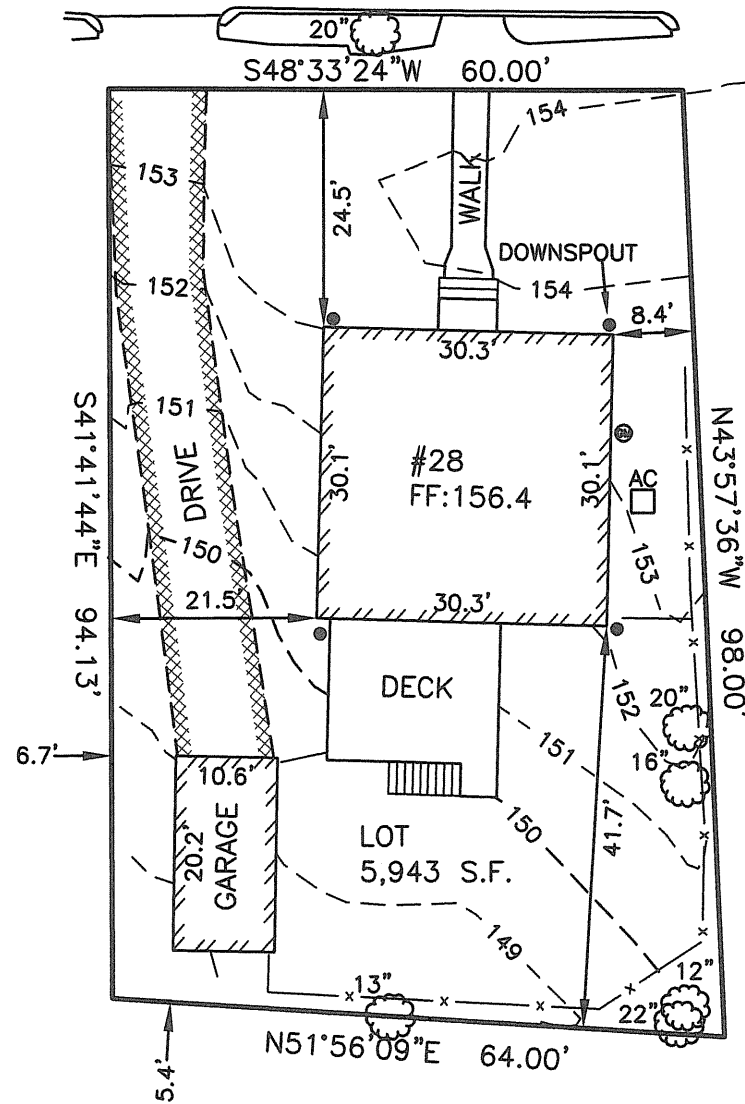 20"
S48°33'24"W 60.00'
154
153
24.5'
WALK
DOWNSPOUT
152
154
8.4'
30.3'
151
S41°41'44"E 94.13'
DRIVE
30.1'
#28
FF:156.4
30.1'
GM
AC
N43°57'36"W 98.00'
150
153
21.5'
30.3'
DECK
152
20"
151
16"
6.7'
10.6'
20.2'
GARAGE
LOT
5,943 S.F.
150
41.7'
149
13"
12"
22"
N51°56'09"E 64.00'
5.4'